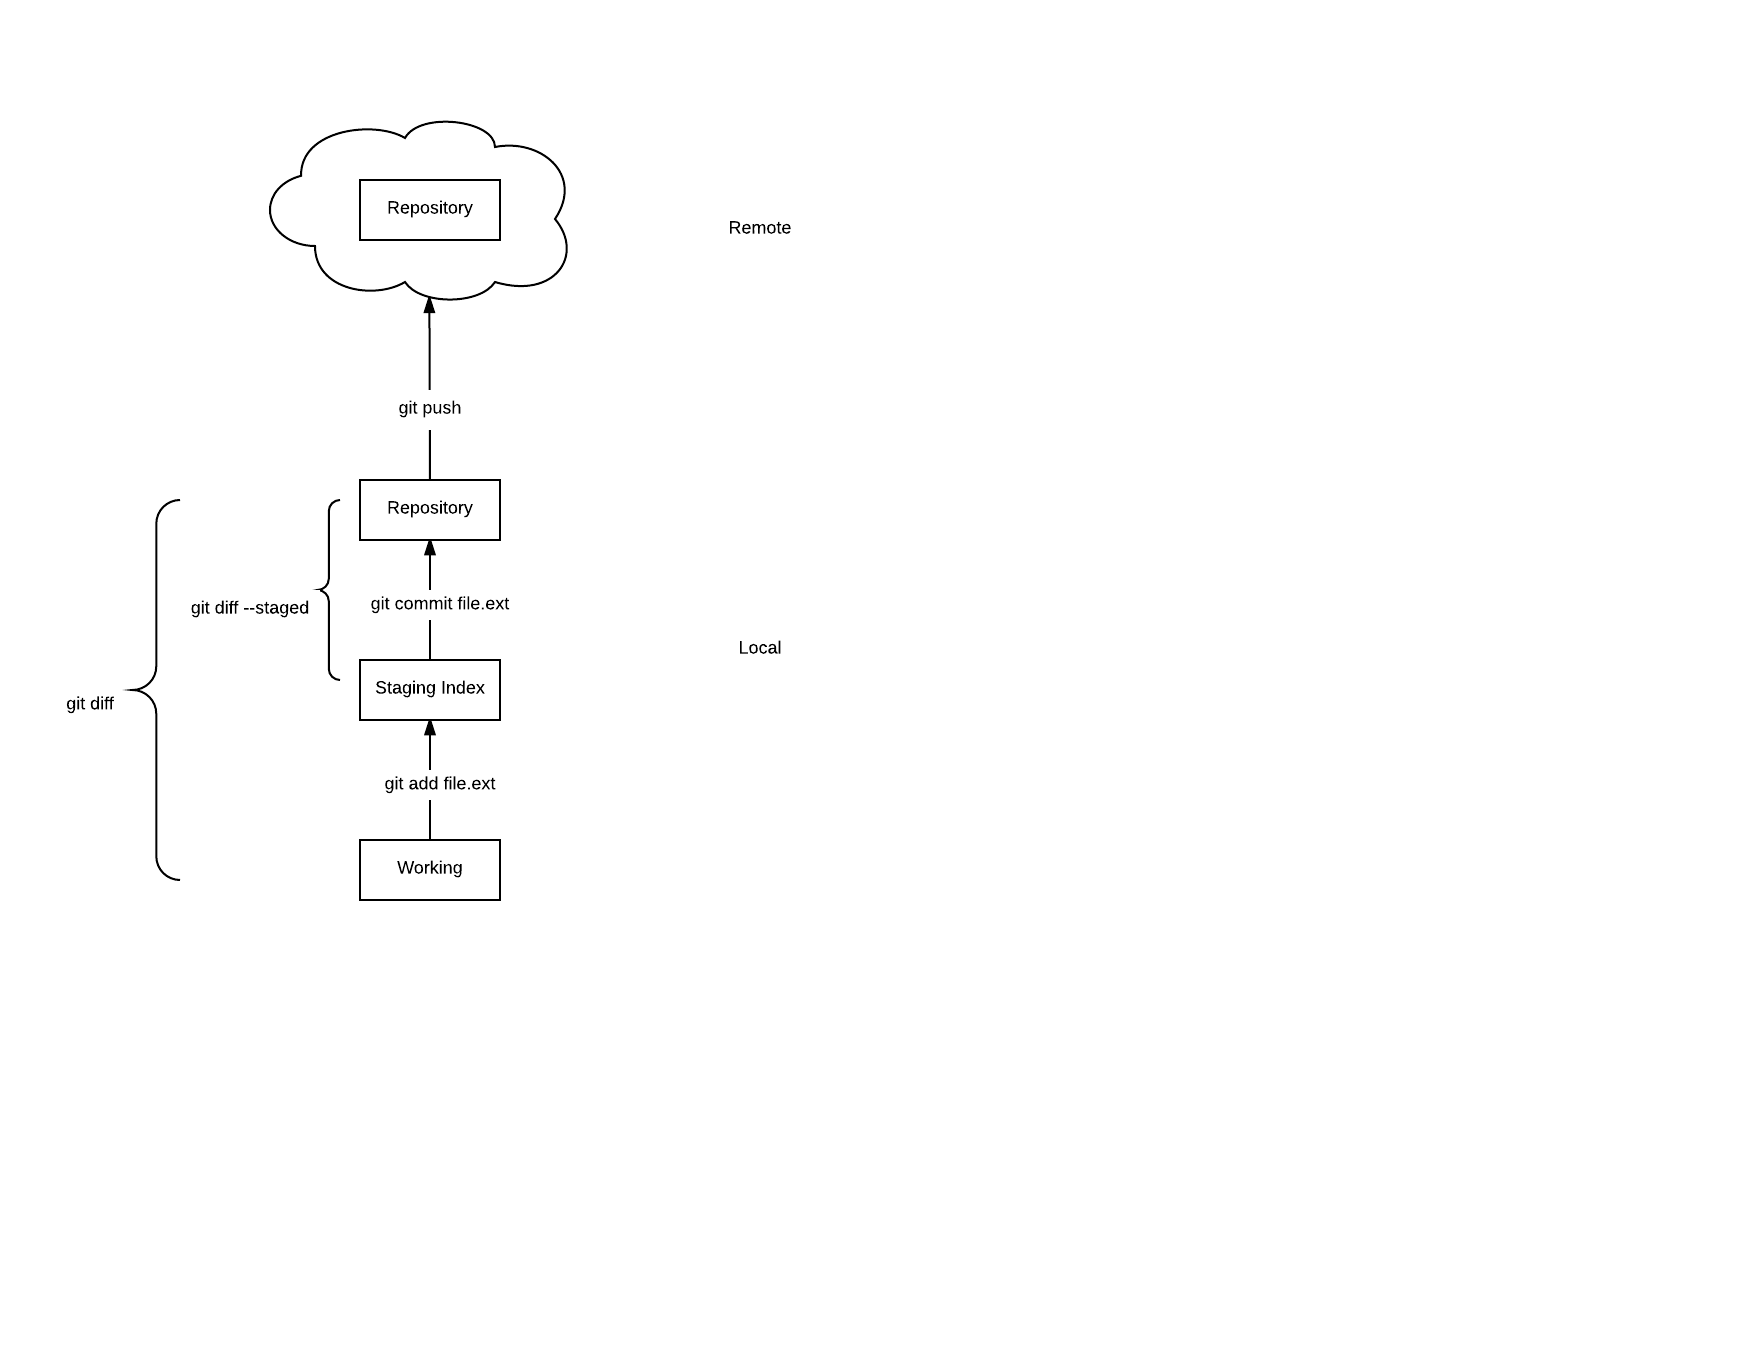 Repository
Remote
git push
Repository
git diff --staged
git commit file.ext
Local
Staging Index
git diff
git add file.ext
Working